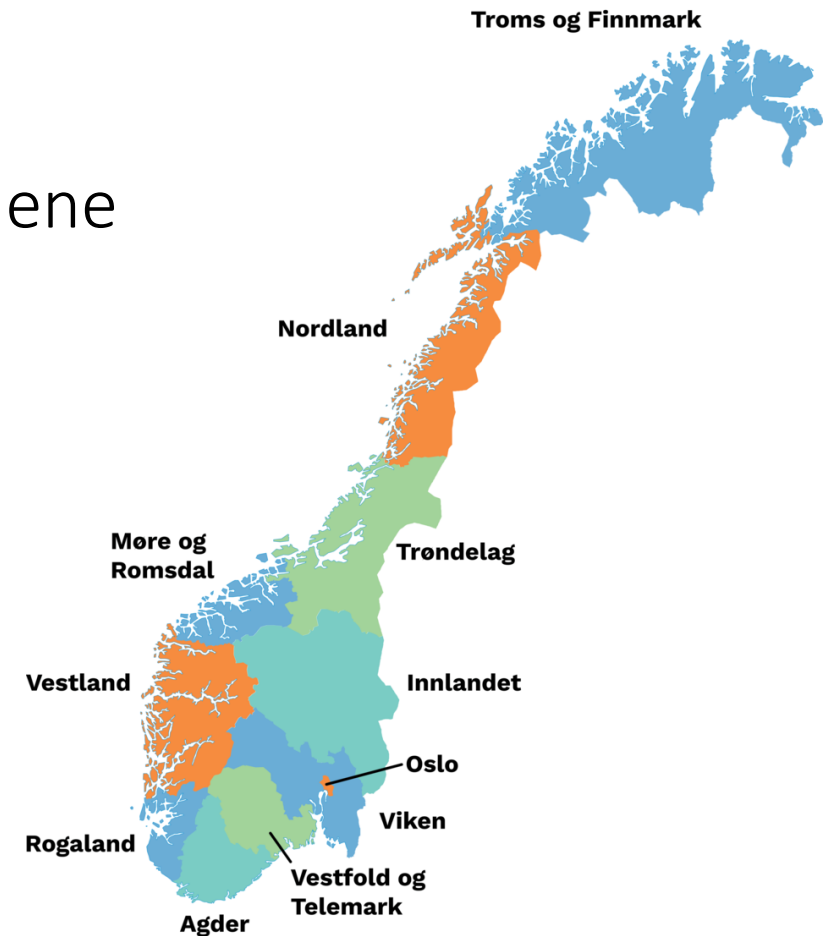 Troms og Finnmark
ene
Nordland
Møre og
Romsdal
Trøndelag
Vestland
Innlandet
Oslo
Viken
Rogaland
Vestfold og
Telemark
Agder